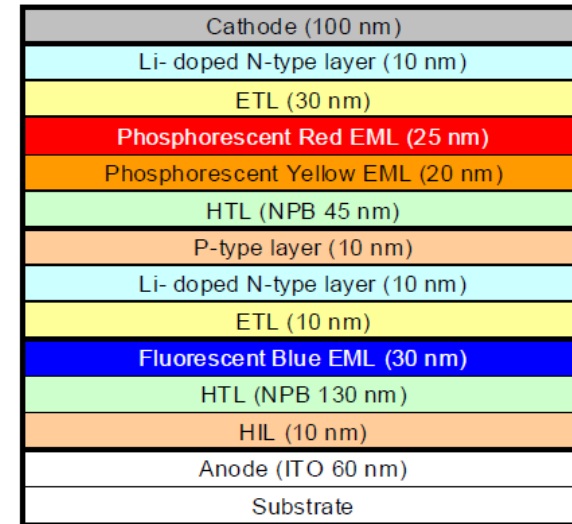 Cathode (100 nm)
Li- doped N-type layer (10 nm)
ETL (30 nm)
Phosphorescent Red EML (25 nm)
Phosphorescent Yellow EML (20 nm)
HTL (NPB 45 nm)
P-type layer (10 nm)
Li- doped N-type layer (10 nm)
ETL (10 nm)
Fluorescent Blue EML (30 nm)
HTL (NPB 130 nm)
HIL (10 nm)
Anode (ITO 60 nm)
Substrate